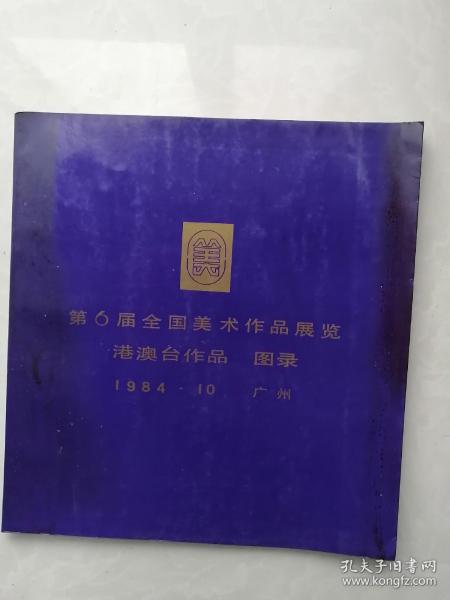 美
第6届全国美术作品展览
港澳台作品 图录
1984·10 广州
孔夫子旧书网
www.kongfz.com